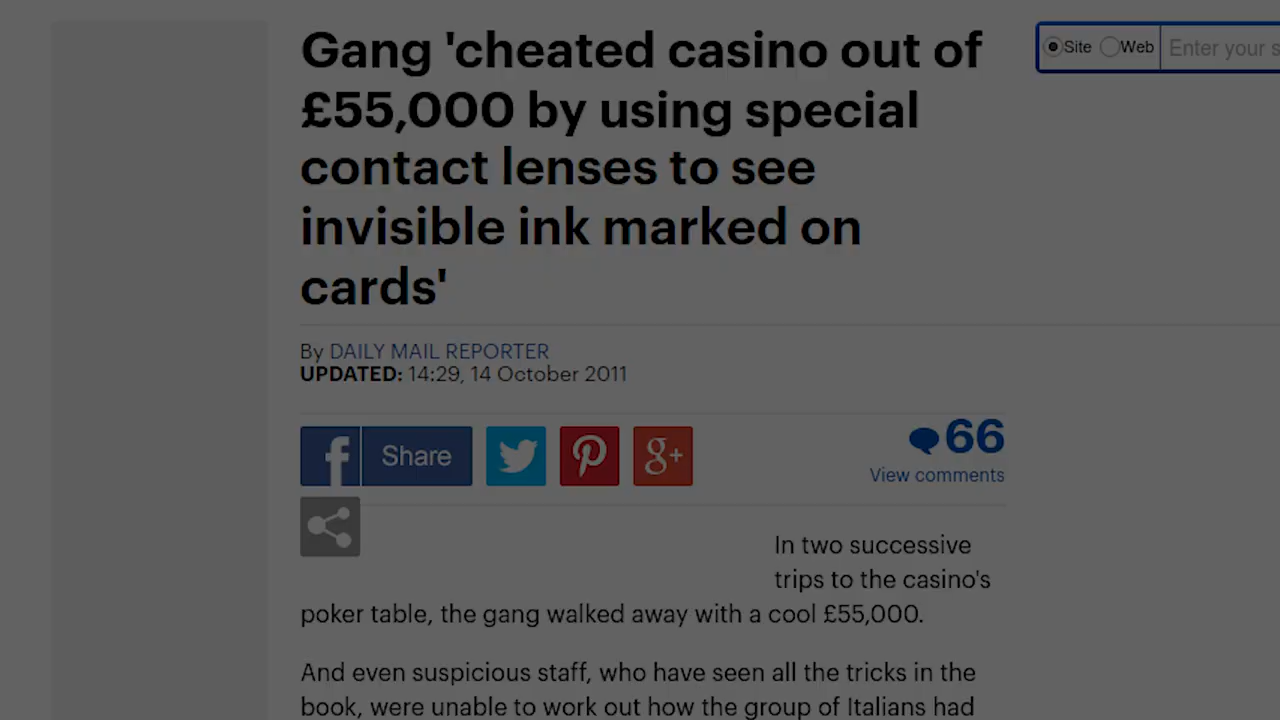 Gang 'cheated casino out of
£55,000 by using special
contact lenses to see
invisible ink marked on
cards'
Site Web Enter your s
By DAILY MAIL REPORTER
UPDATED: 14:29, 14 October 2011
f Share g+
66
View comments
In two successive
trips to the casino's
poker table, the gang walked away with a cool £55,000.
And even suspicious staff, who have seen all the tricks in the
book, were unable to work out how the group of Italians had